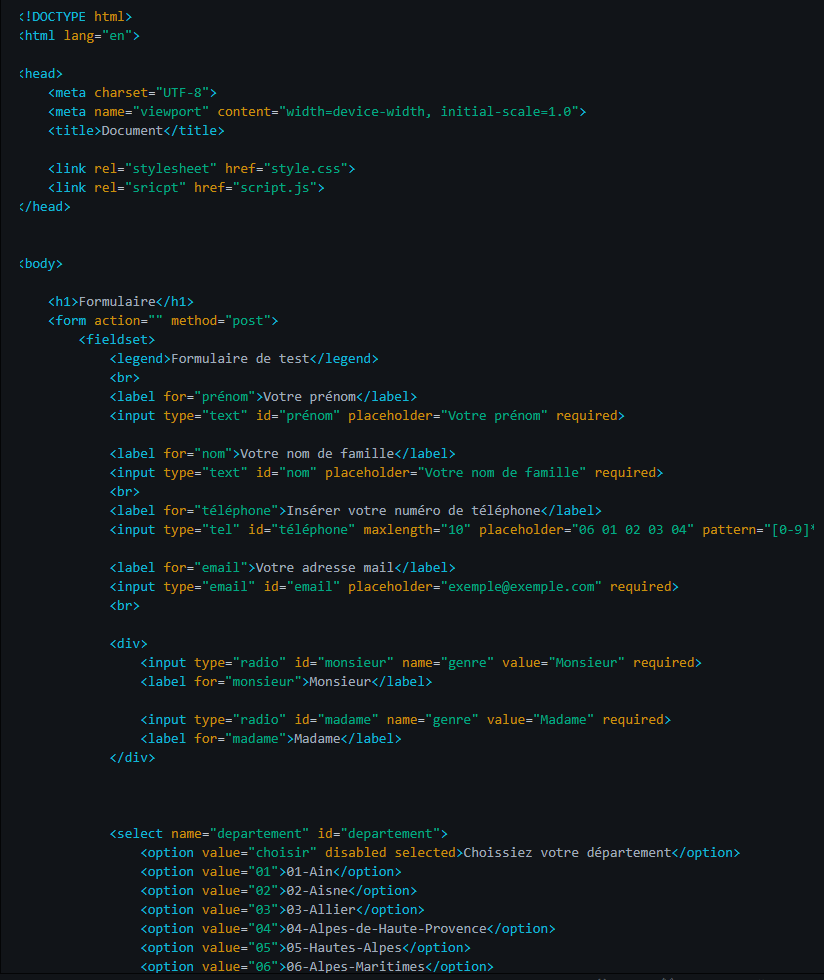 <!DOCTYPE html>
<html lang="en">
<head>
<meta charset="UTF-8">
<meta name="viewport" content="width=device-width, initial-scale=1.0">
<title>Document</title>
<link rel="stylesheet" href="style.css">
<link rel="sricpt" href="script.js">
</head>
<body>
<h1>Formulaire</h1>
<form action="" method="post">
<fieldset>
<legend>Formulaire de test</legend>
<br>
<label for="prénom">Votre prénom</label>
<input type="text" id="prénom" placeholder="Votre prénom" required>
<label for="nom">Votre nom de famille</label>
<input type="text" id="nom" placeholder="Votre nom de famille" required>
<br>
<label for="téléphone">Insérer votre numéro de téléphone</label>
<input type="tel" id="téléphone" maxlength="10" placeholder="06 01 02 03 04" pattern="[0-9]*
<label for="email">Votre adresse mail</label>
<input type="email" id="email" placeholder="exemple@exemple.com" required>
<br>
<div>
<input type="radio" id="monsieur" name="genre" value="Monsieur" required>
<label for="monsieur">Monsieur</label>
<input type="radio" id="madame" name="genre" value="Madame" required>
<label for="madame">Madame</label>
</div>
<select name="departement" id="departement">
<option value="choisir" disabled selected>Choissiez votre département</option>
<option value="01">01-Ain</option>
<option value="02">02-Aisne</option>
<option value="03">03-Allier</option>
<option value="04">04-Alpes-de-Haute-Provence</option>
<option value="05">05-Hautes-Alpes</option>
<option value="06">06-Alpes-Maritimes</option>